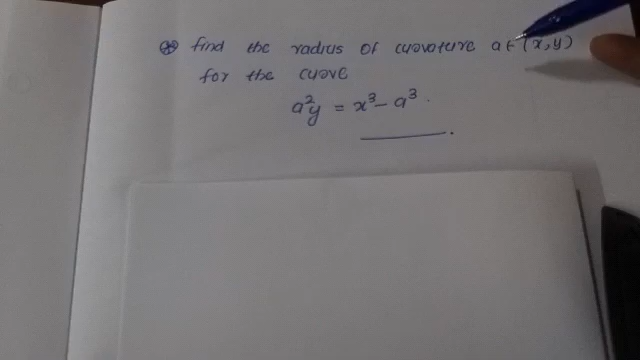 find the radius of curvature at (x,y)
for the curve
a²y = x³ - a³.